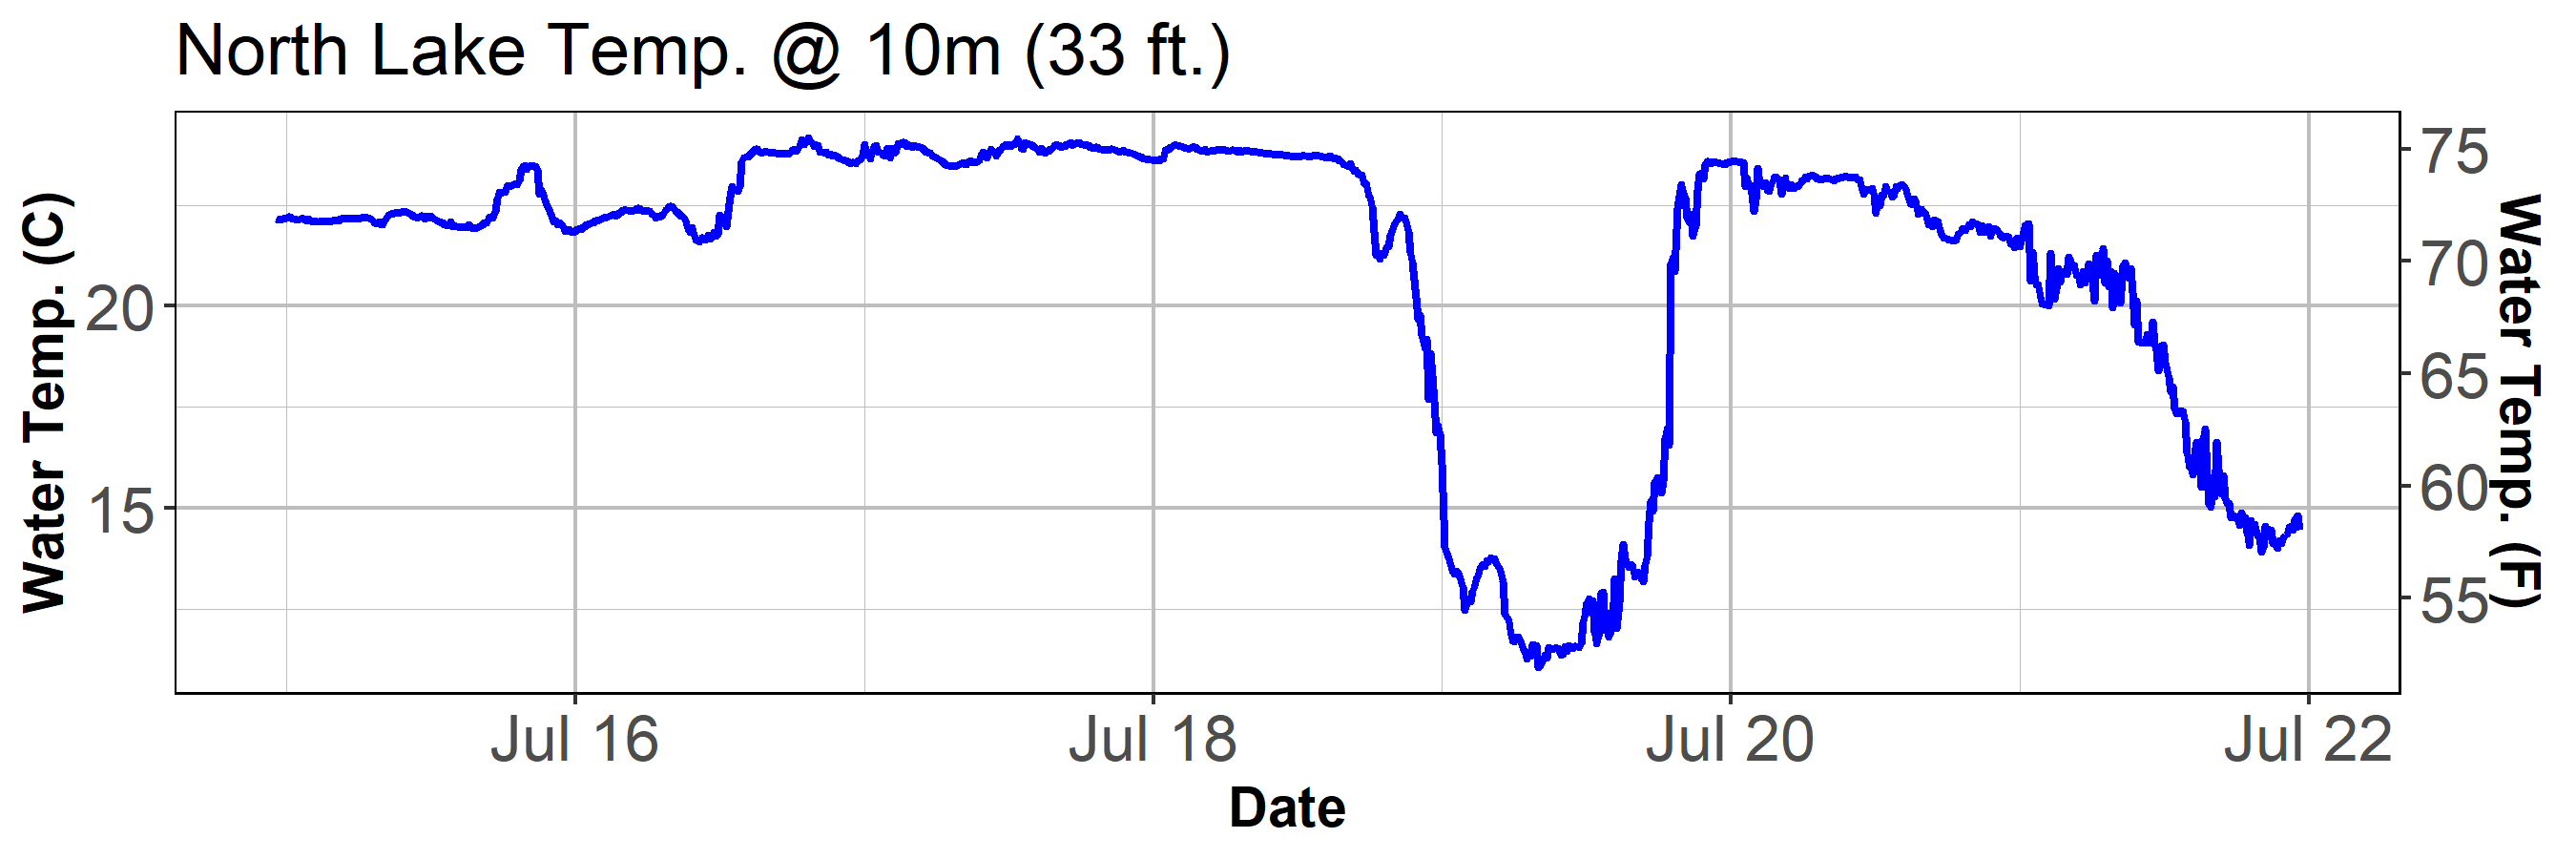 North Lake Temp. @ 10m (33 ft.)
Water Temp. (C)
20
15
75
70
65
60
55
Water Temp. (F)
Jul 16
Jul 18
Jul 20
Jul 22
Date